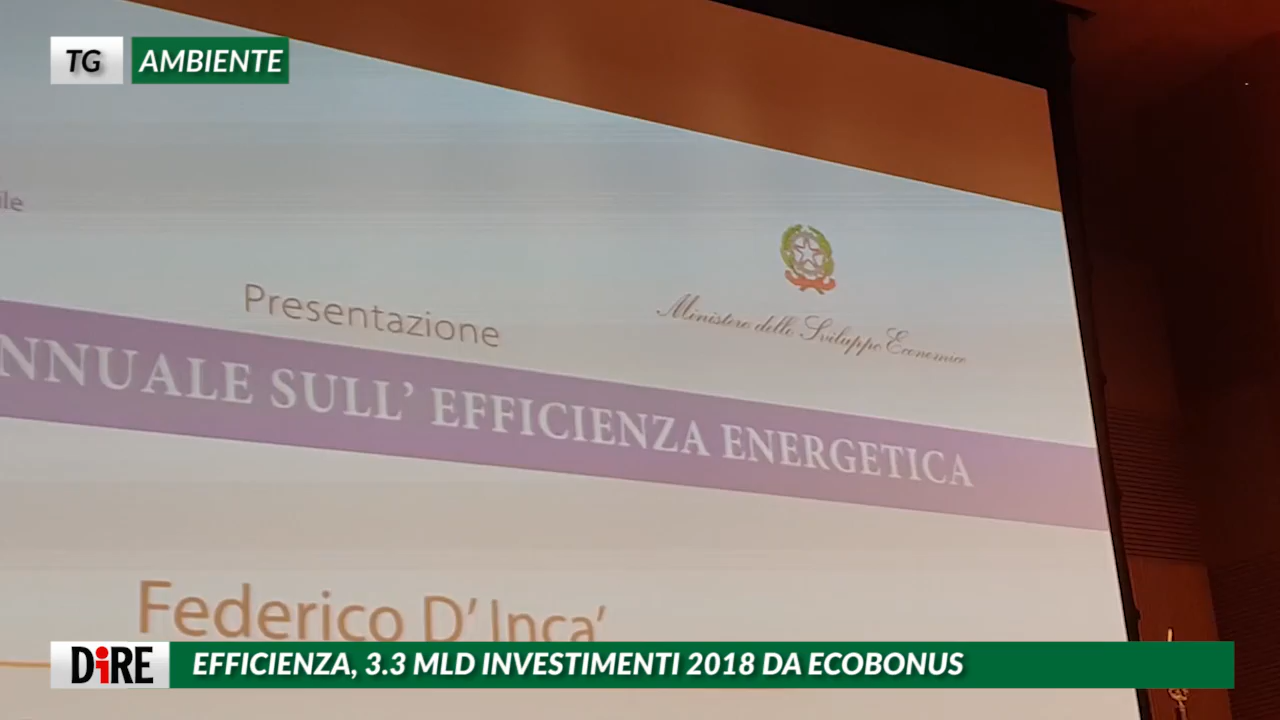 TG AMBIENTE
ile
Presentazione
Ministero dello Sviluppo Economico
NNUALE SULL' EFFICIENZA ENERGETICA
Federico D' Inca'
DiRE EFFICIENZA, 3.3 MLD INVESTIMENTI 2018 DA ECOBONUS